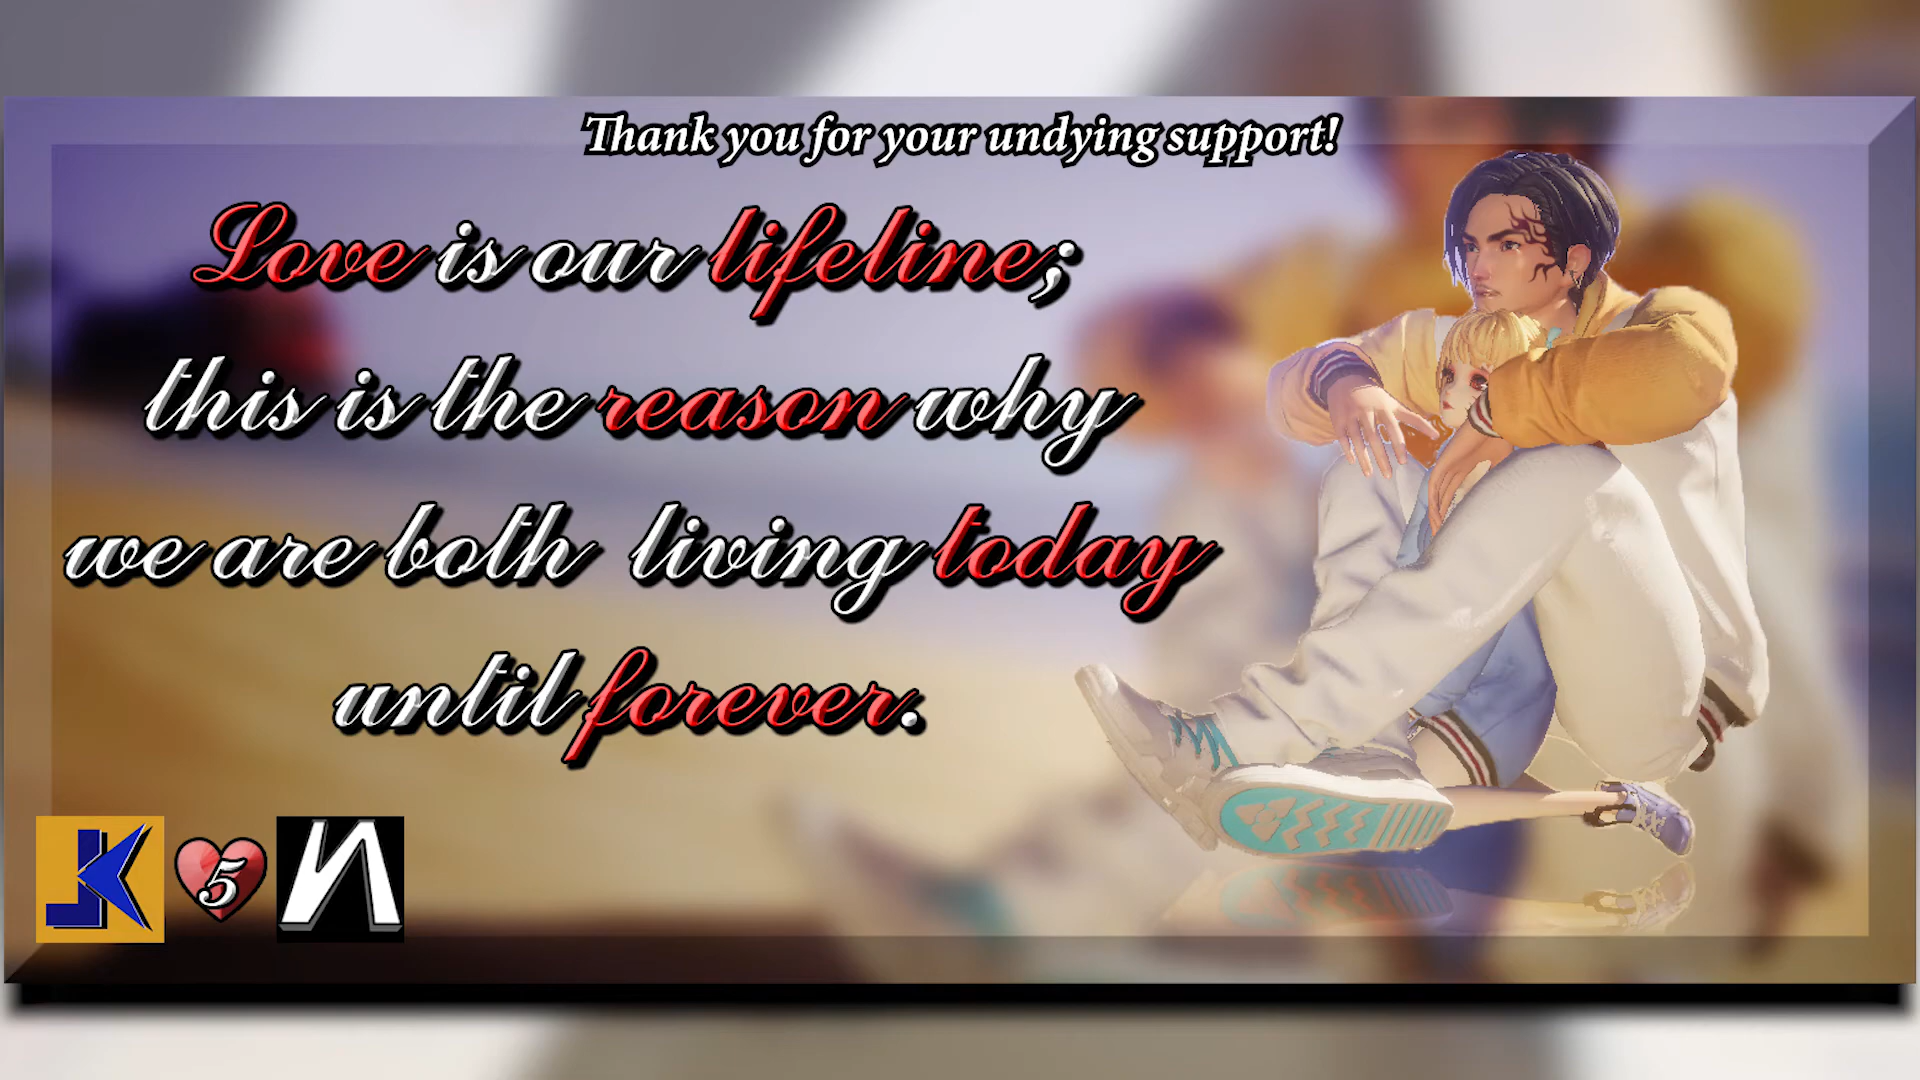 Thank you for your undying support!
Love is our lifeline;
this is the reason why
we are both living today
until forever.
JK 5 N